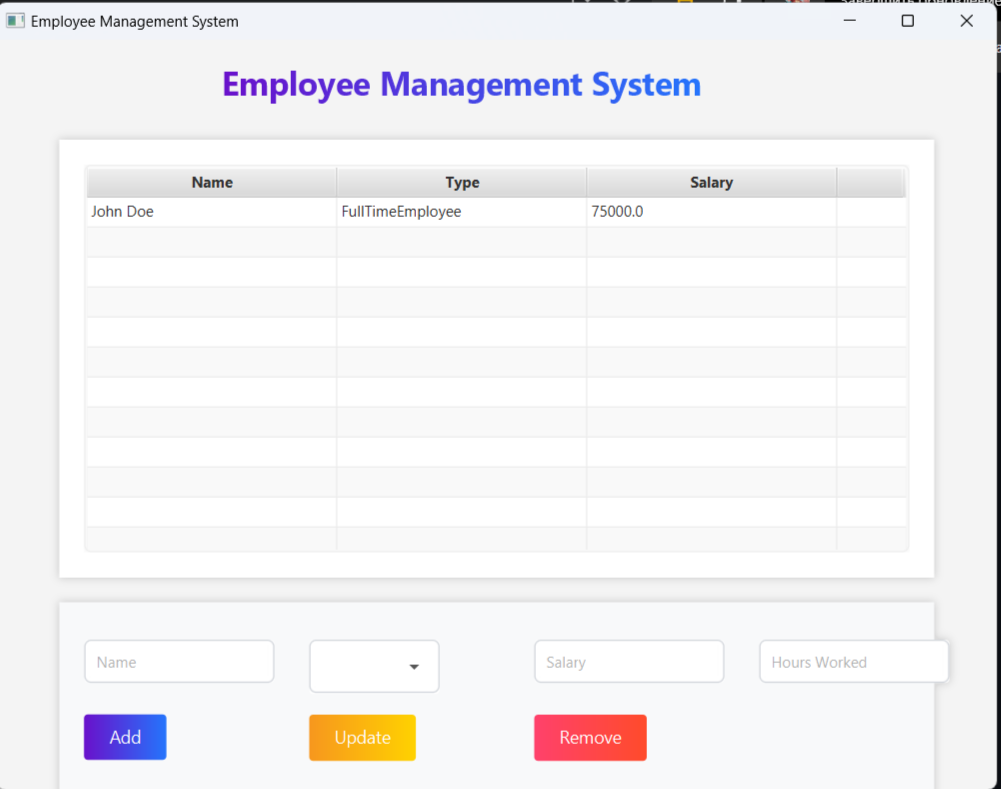 Employee Management System
Employee Management System
Name Type Salary
John Doe FullTimeEmployee 75000.0
Name Salary Hours Worked
Add Update Remove